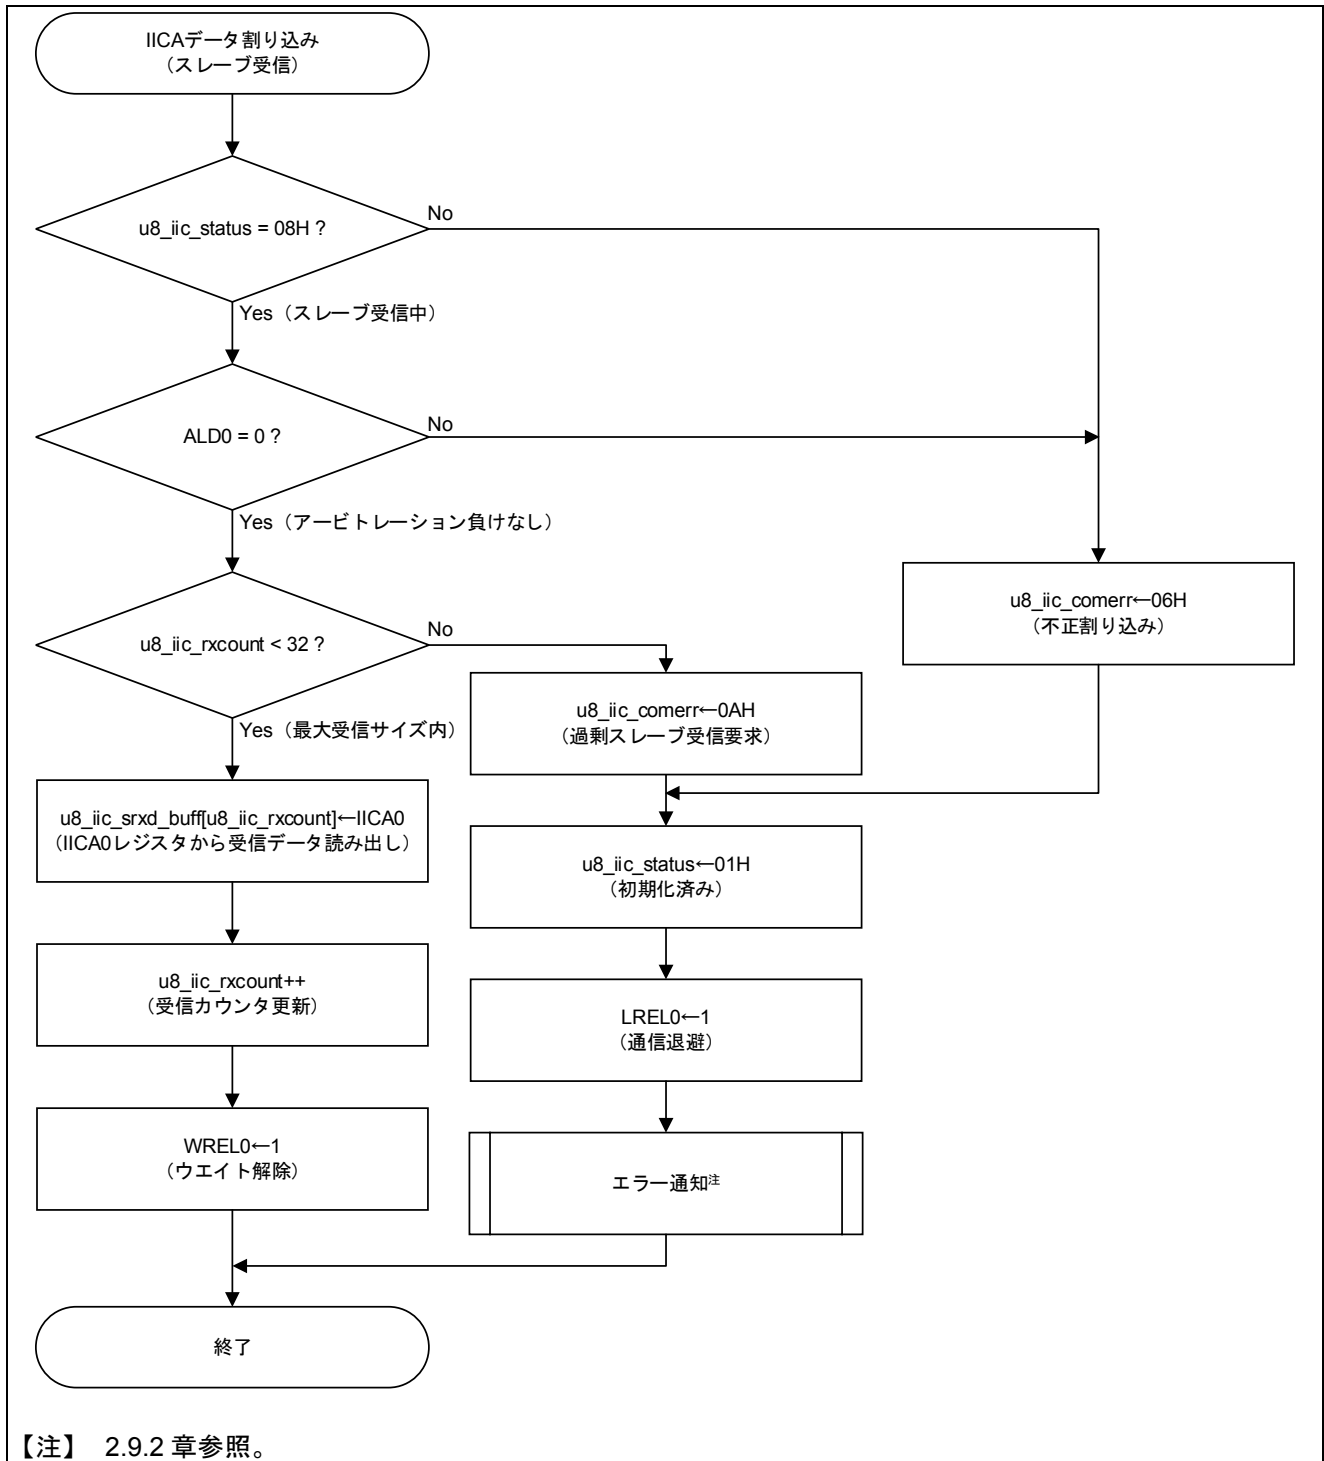 IICAデータ割り込み
（スレーブ受信）
u8_iic_status = 08H ?
No
Yes（スレーブ受信中）
ALD0 = 0 ?
No
Yes（アービトレーション負けなし）
u8_iic_comerr←06H
（不正割り込み）
u8_iic_rxcount < 32 ?
No
Yes（最大受信サイズ内）
u8_iic_comerr←0AH
（過剰スレーブ受信要求）
u8_iic_srxd_buff[u8_iic_rxcount]←IICA0
（IICA0レジスタから受信データ読み出し）
u8_iic_status←01H
（初期化済み）
u8_iic_rxcount++
（受信カウンタ更新）
LREL0←1
（通信退避）
WREL0←1
（ウエイト解除）
エラー通知注
終了
【注】 2.9.2 章参照。